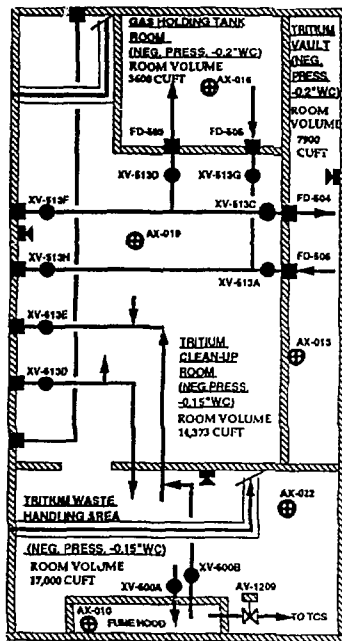 GAS HOLDING TANK
ROOM
(NEG. PRESS. -0.2"WC)
ROOM VOLUME
3608 CUFT
AX-016
TRITIUM
VAULT
(NEG.
PRESS.
-0.2"WC)
ROOM
VOLUME
7900
CUFT
FD-505
FD-506
XV-513G
XV-513F
XV-513C
FD-504
AX-019
XV-513H
XV-513A
FD-505
XV-513E
TRITIUM
CLEAN-UP
ROOM
(NEG.PRESS.
-0.15"WC)
ROOM VOLUME
14,373 CUFT
AX-013
XV-513D
TRITIUM WASTE
HANDLING AREA
AX-022
(NEG. PRESS. -0.15"WC)
ROOM VOLUME
17,000 CUFT
XV-600A
XV-600B
AV-1209
AX-010
FUME HOOD
TO TCS